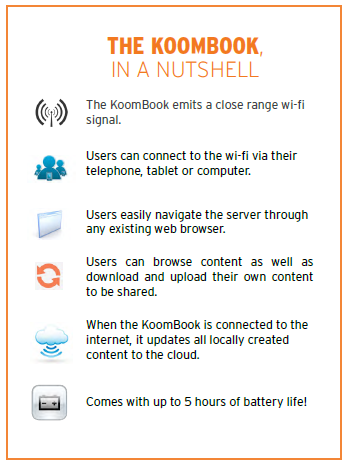 THE KOOMBOOK,
IN A NUTSHELL
The KoomBook emits a close range wi-fi
signal.
Users can connect to the wi-fi via their
telephone, tablet or computer.
Users easily navigate the server through
any existing web browser.
Users can browse content as well as
download and upload their own content
to be shared.
When the KoomBook is connected to the
internet, it updates all locally created
content to the cloud.
Comes with up to 5 hours of battery life!